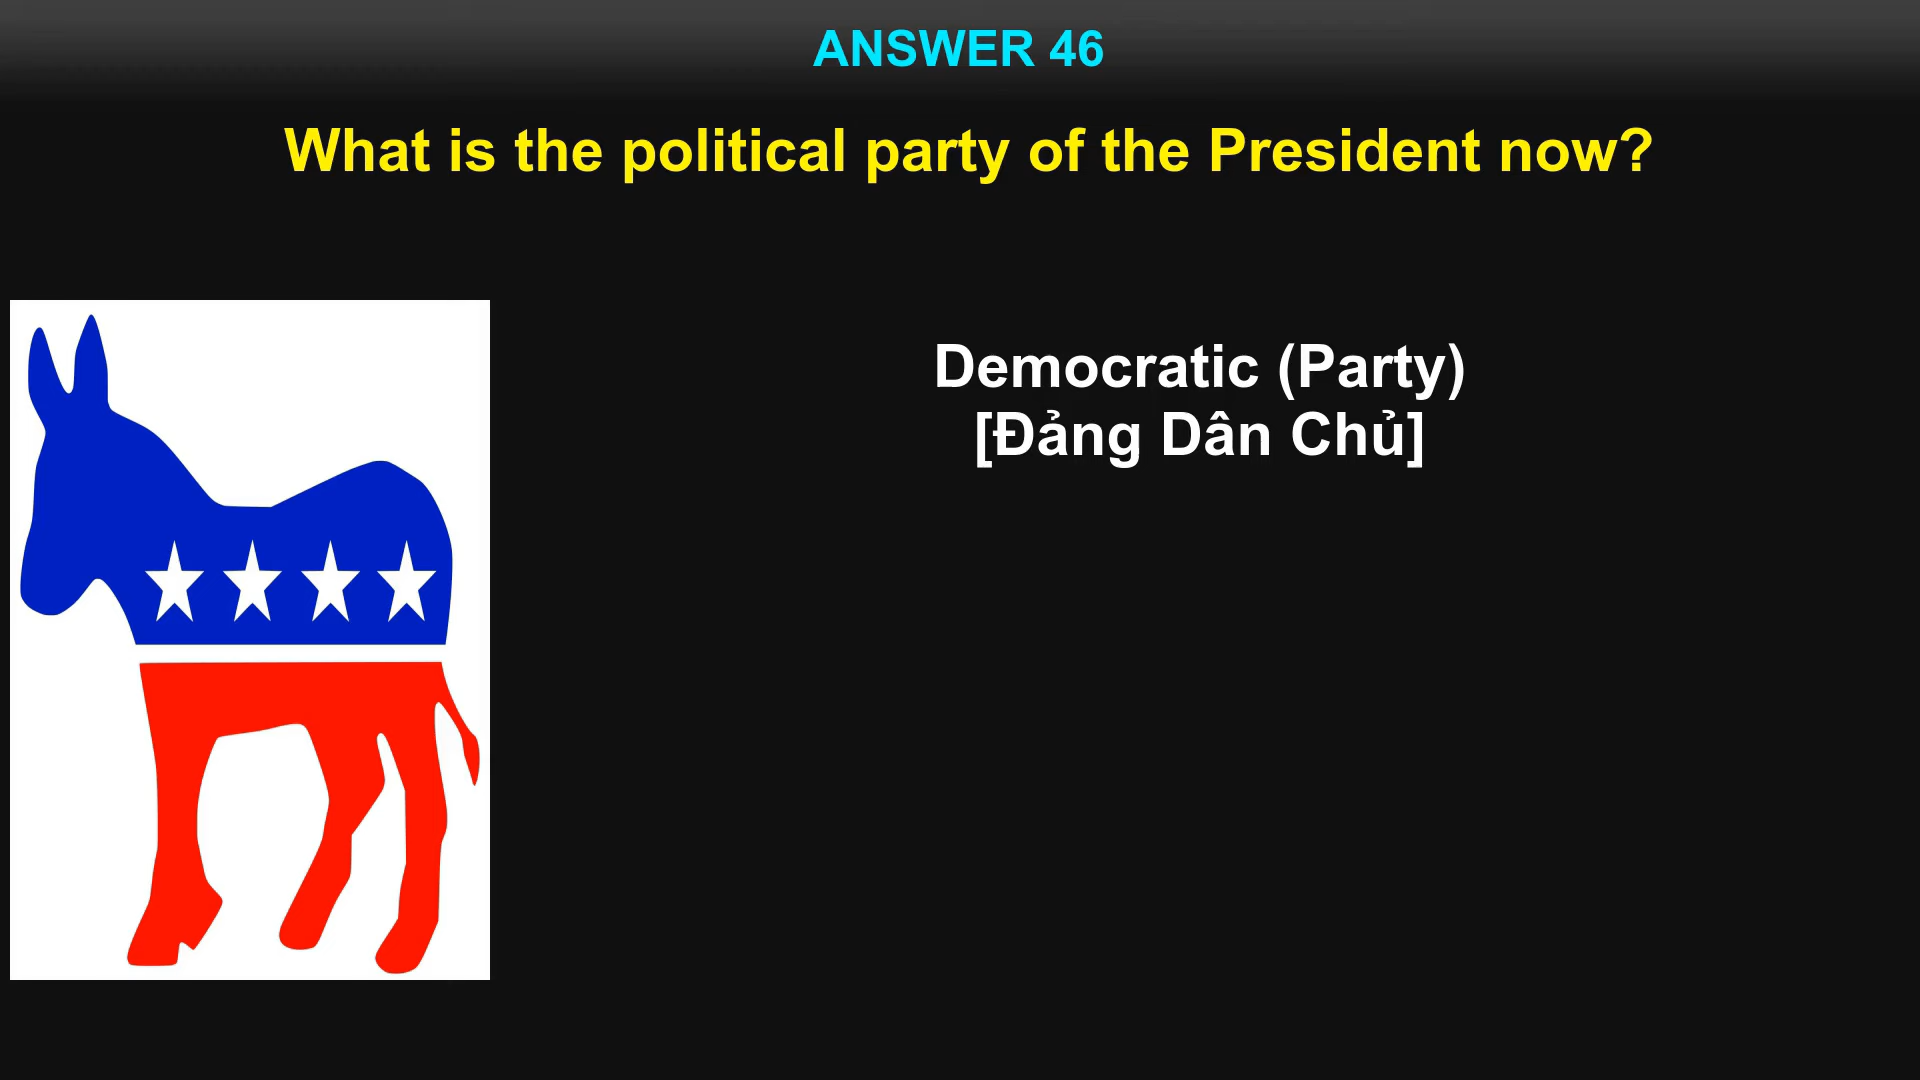 ANSWER 46
What is the political party of the President now?
Democratic (Party)
[Đảng Dân Chủ]